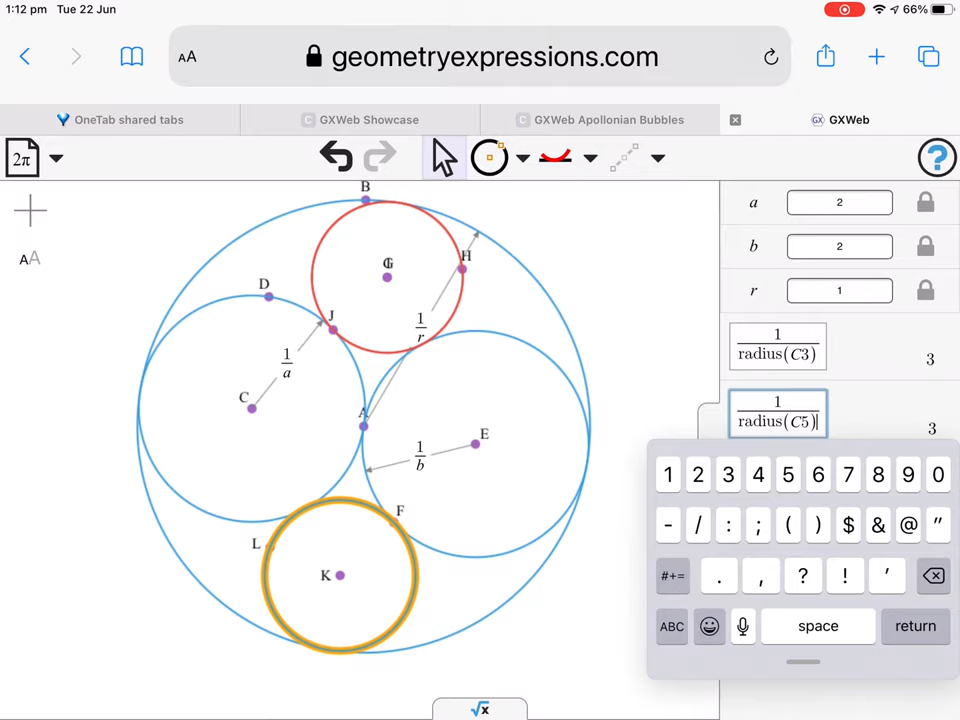 1:12 pm Tue 22 Jun
66%
AA
geometryexpressions.com
OneTab shared tabs
GXWeb Showcase
GXWeb Apollonian Bubbles
GXWeb
2π
?
AA
B
G
H
D
J
1
r
1
a
C
A
E
1
b
F
L
K
a 2
b 2
r 1
1
radius(C3)
3
1
radius(C5)
3
1 2 3 4 5 6 7 8 9 0
- / : ; ( ) $ & @ "
#+= . , ? ! ’
ABC space return
√x